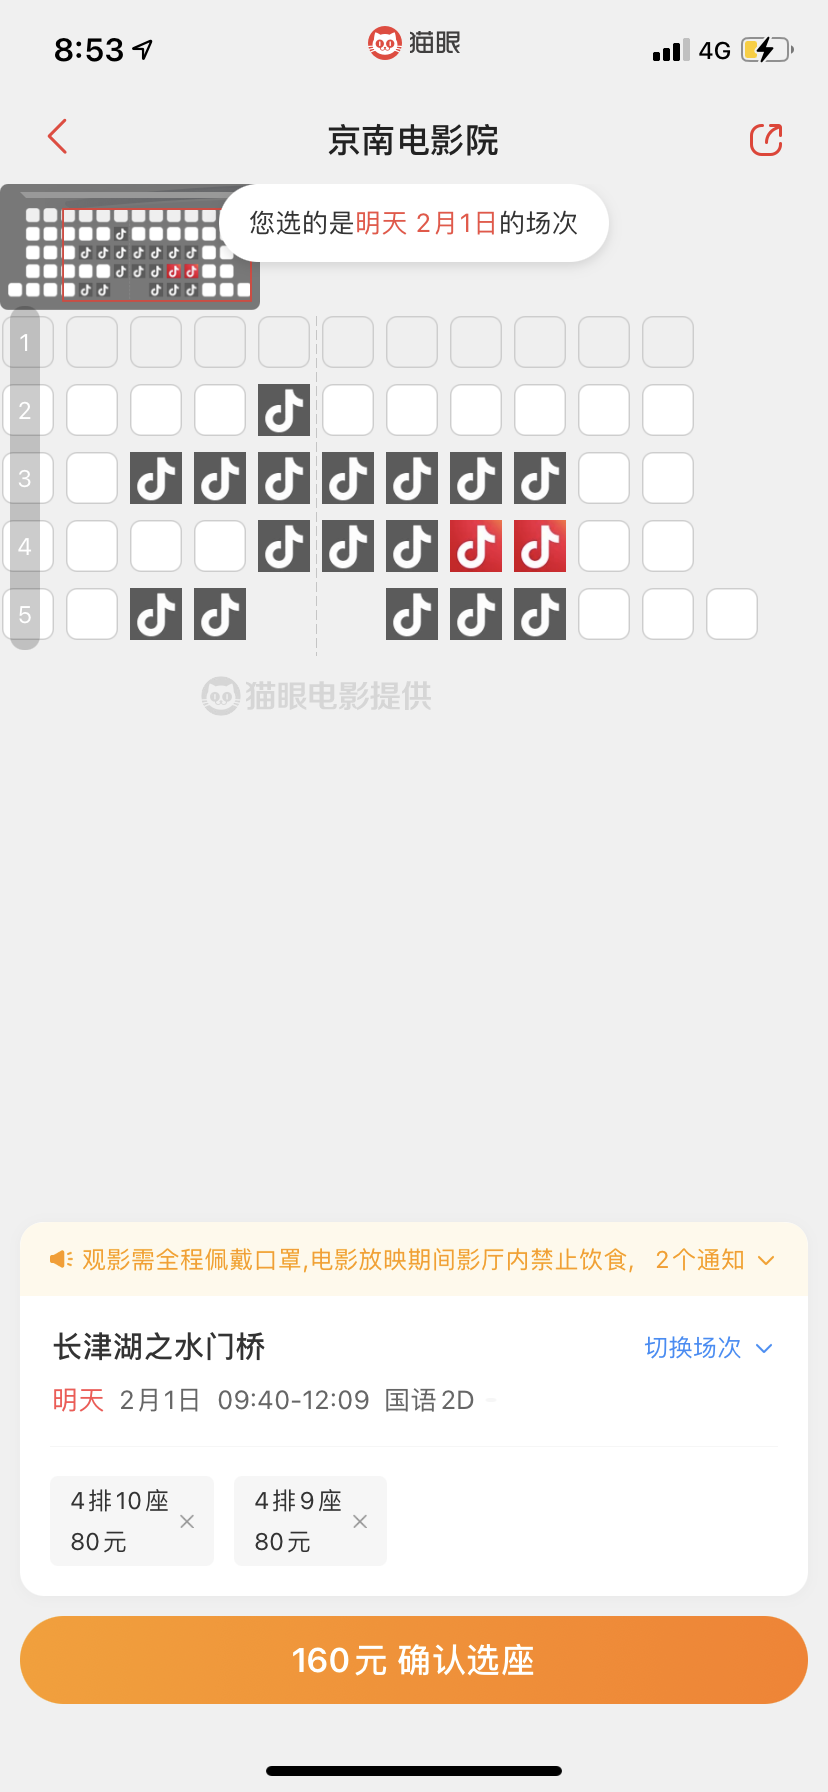 8:53
猫眼
4G
京南电影院
您选的是明天 2月1日的场次
1
2
3
4
5
猫眼电影提供
观影需全程佩戴口罩,电影放映期间影厅内禁止饮食, 2个通知
长津湖之水门桥
切换场次
明天 2月1日 09:40-12:09 国语2D
4排10座
80元
4排9座
80元
160元 确认选座